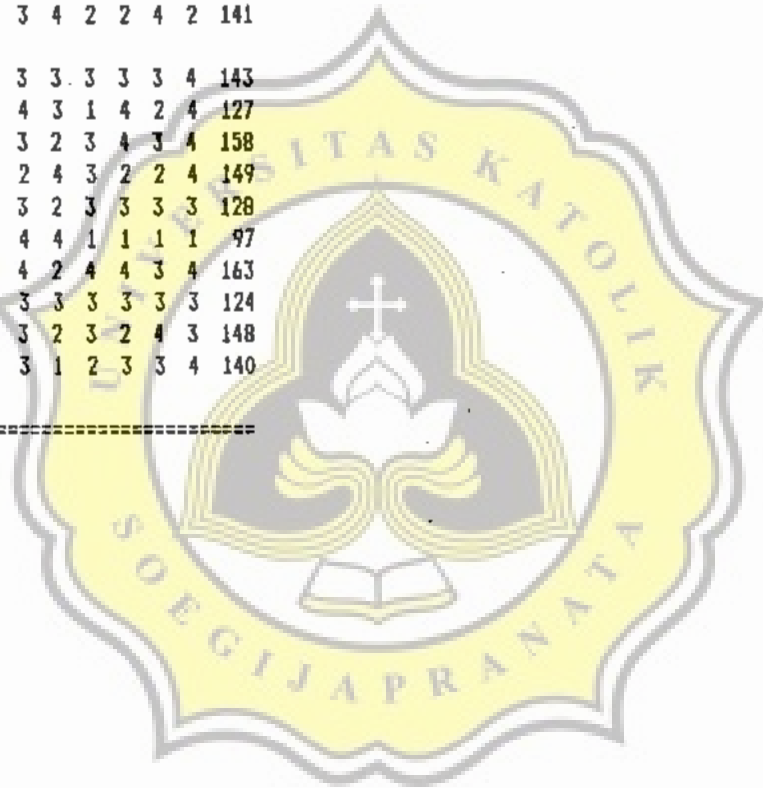 3 4 2 2 4 2 141
3 3 3 3 3 4 143
4 3 1 4 2 4 127
3 2 3 4 3 4 158
2 4 3 2 2 4 149
3 2 3 3 3 3 128
4 4 1 1 1 1 97
4 2 4 4 3 4 163
3 3 3 3 3 3 124
3 2 3 2 4 3 148
3 1 2 3 3 4 140
==========================
UNIVERSITAS KATOLIK
SOEGIJAPRANATA